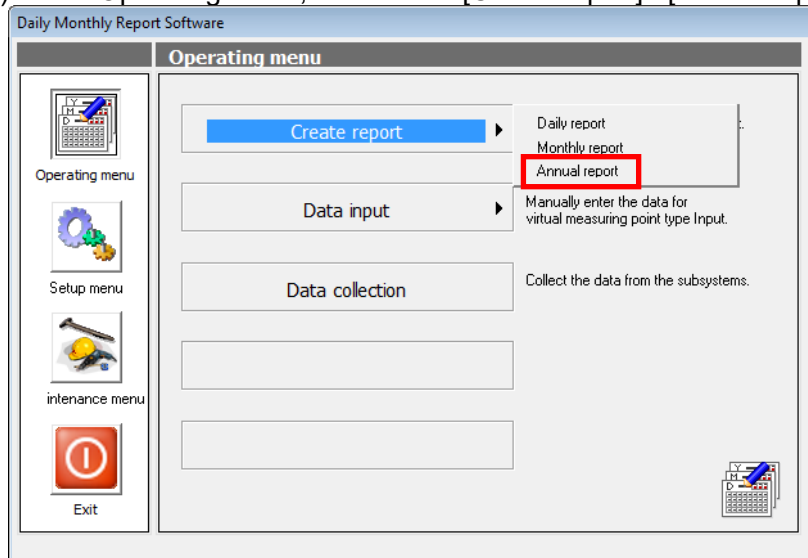 Daily Monthly Report Software
Operating menu
Operating menu
Setup menu
intenance menu
Exit
Create report
Daily report
Monthly report
Annual report
Data input
Manually enter the data for
virtual measuring point type Input.
Data collection
Collect the data from the subsystems.